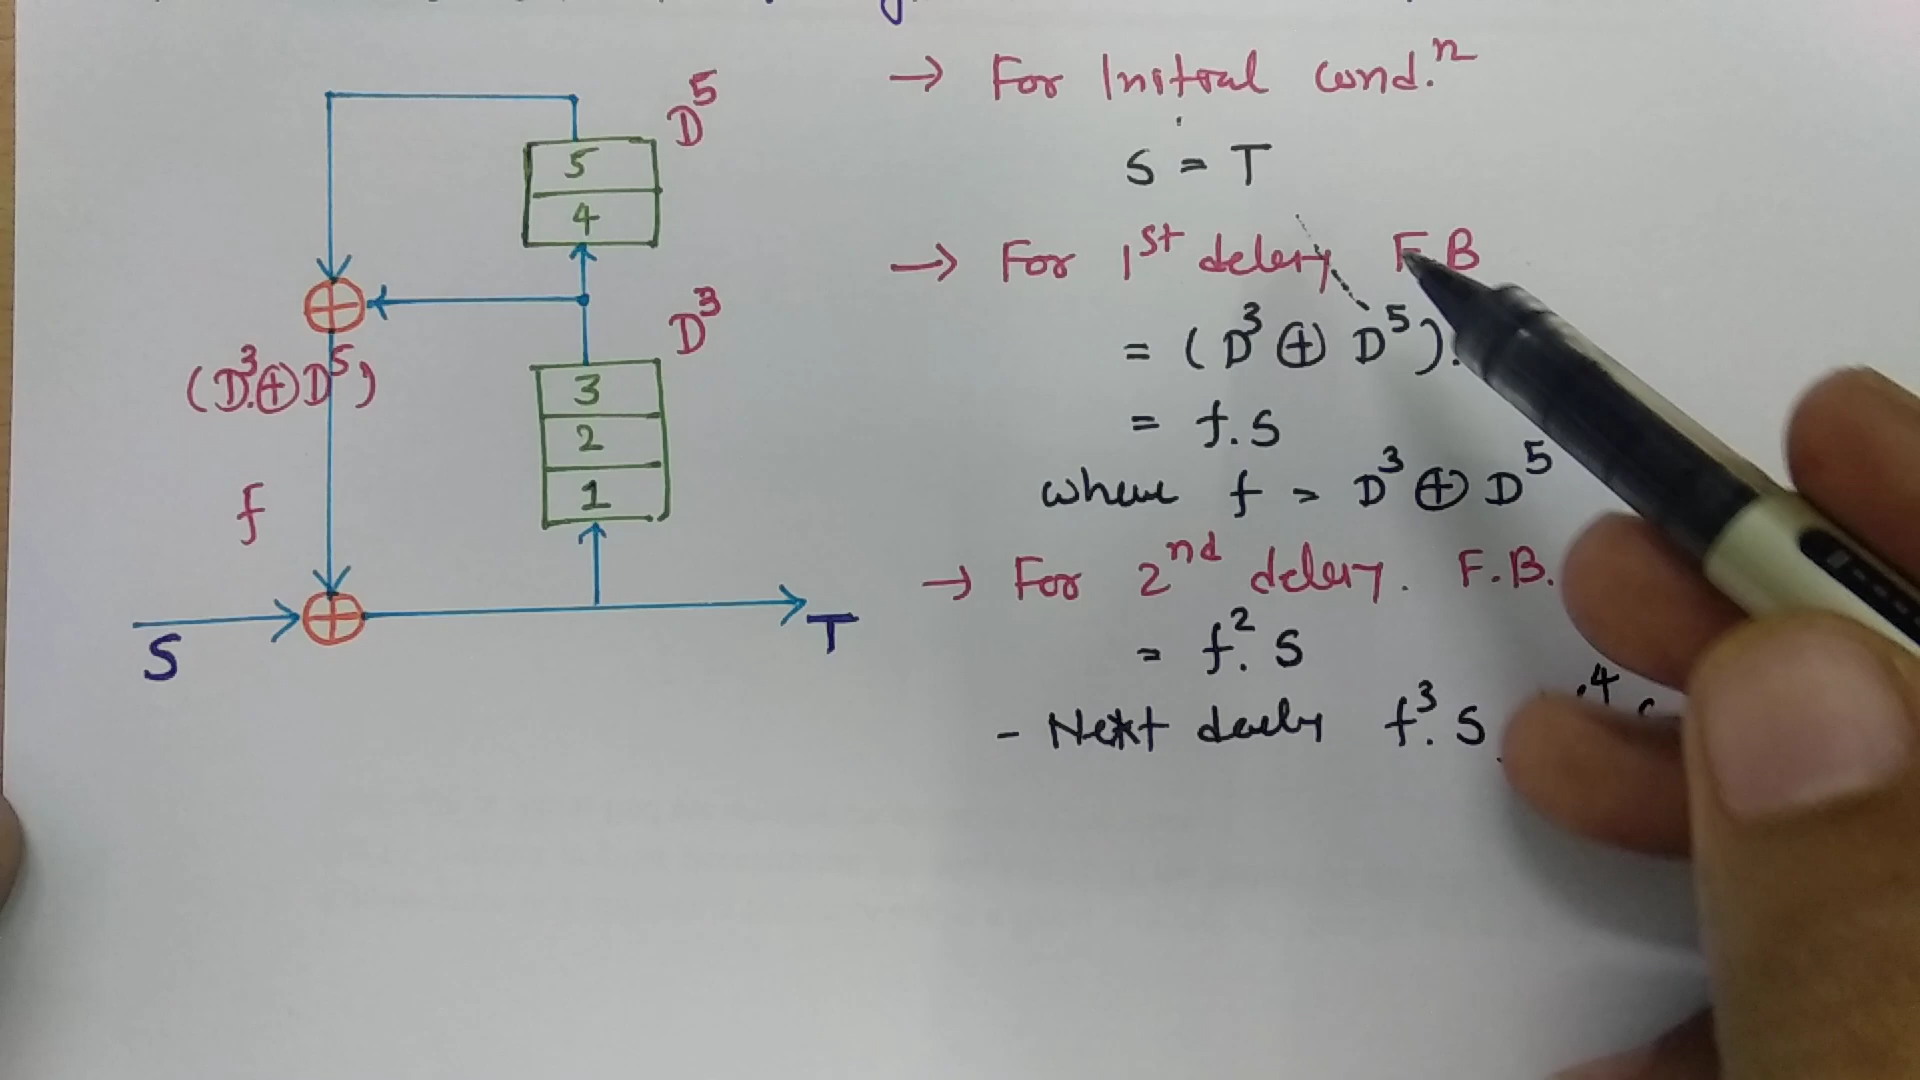 D⁵
5
4
D³
(D³⊕D⁵)
3
2
1
f
S
T
→ For Initial cond.ⁿ
S = T
→ For 1st delay F.B
= (D³ ⊕ D⁵).
= f.S
where f = D³ ⊕ D⁵
→ For 2nd delay. F.B.
= f².S
- Next dealy f³.S